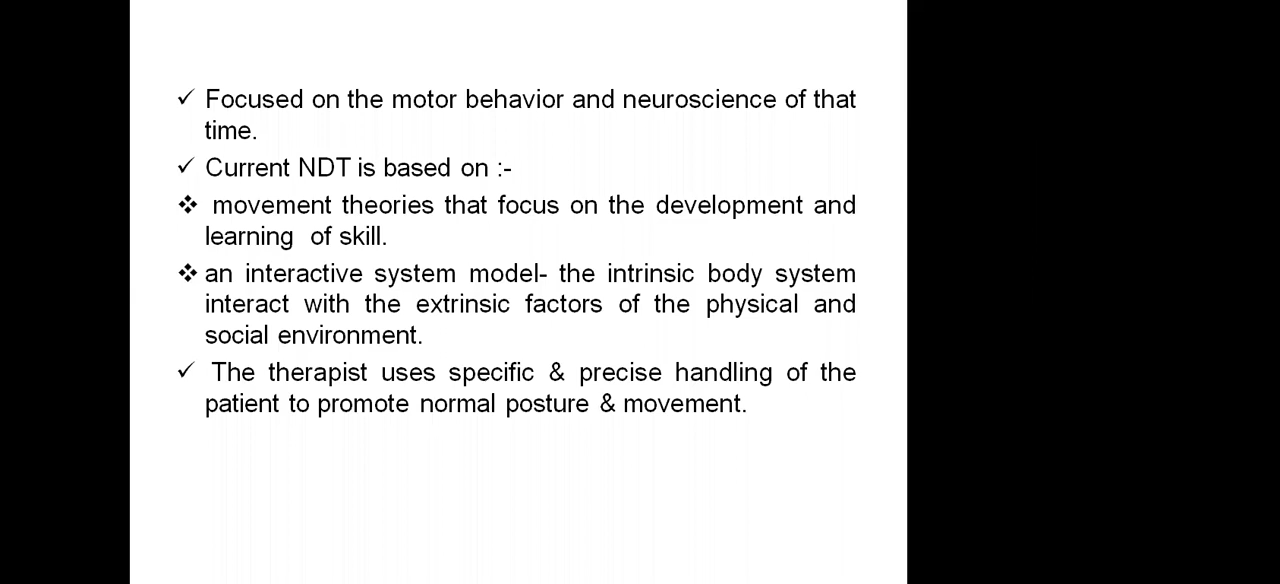 ✓ Focused on the motor behavior and neuroscience of that
time.
✓ Current NDT is based on :-
❖ movement theories that focus on the development and
learning of skill.
❖ an interactive system model- the intrinsic body system
interact with the extrinsic factors of the physical and
social environment.
✓ The therapist uses specific & precise handling of the
patient to promote normal posture & movement.